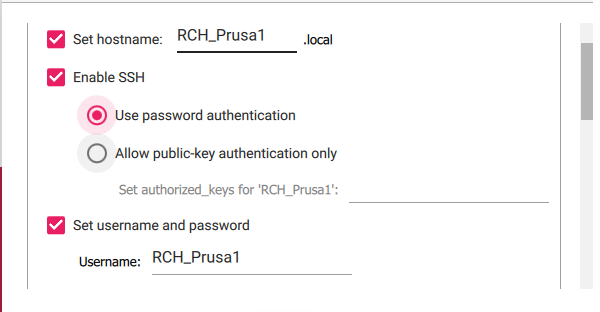 Set hostname: RCH_Prusa1 .local
Enable SSH
Use password authentication
Allow public-key authentication only
Set authorized_keys for 'RCH_Prusa1':
Set username and password
Username: RCH_Prusa1